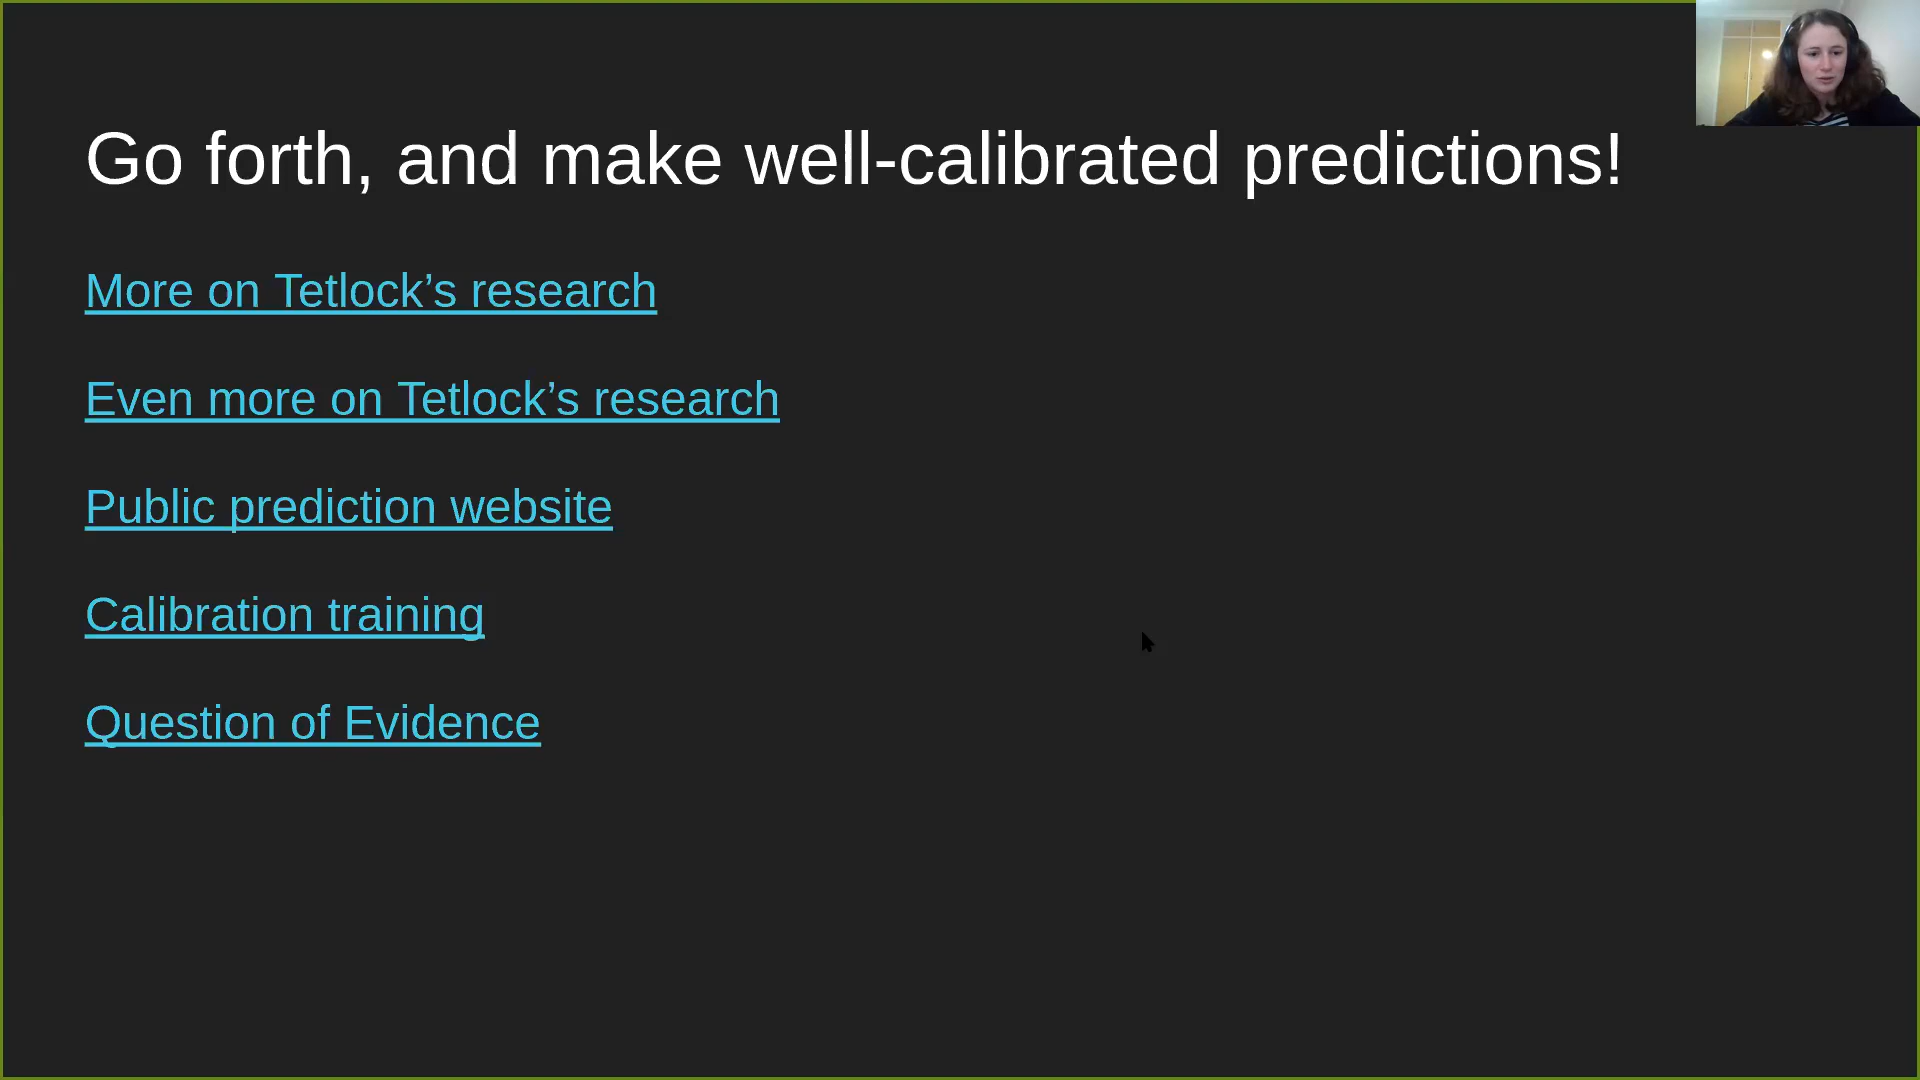 Go forth, and make well-calibrated predictions!
More on Tetlock’s research
Even more on Tetlock’s research
Public prediction website
Calibration training
Question of Evidence